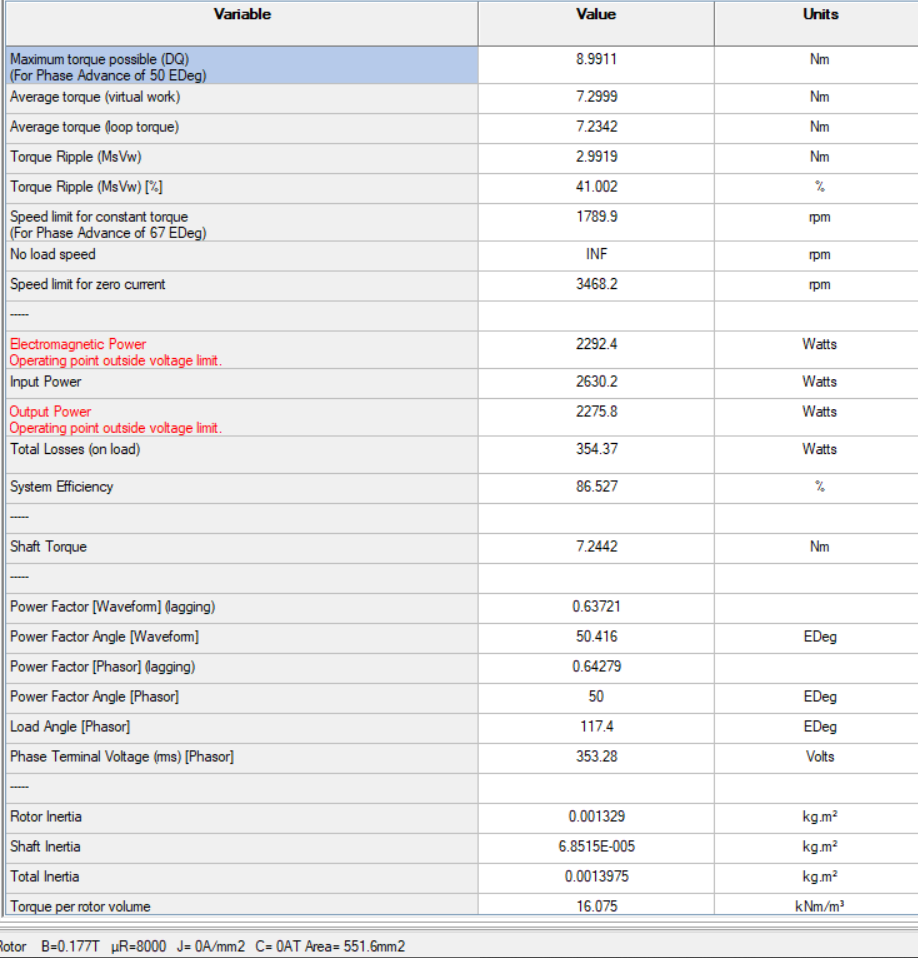 Variable Value Units
Maximum torque possible (DQ) 8.9911 Nm
(For Phase Advance of 50 EDeg)
Average torque (virtual work) 7.2999 Nm
Average torque (loop torque) 7.2342 Nm
Torque Ripple (MsVw) 2.9919 Nm
Torque Ripple (MsVw) [%] 41.002 %
Speed limit for constant torque 1789.9 rpm
(For Phase Advance of 67 EDeg)
No load speed INF rpm
Speed limit for zero current 3468.2 rpm
-----
Electromagnetic Power 2292.4 Watts
Operating point outside voltage limit.
Input Power 2630.2 Watts
Output Power 2275.8 Watts
Operating point outside voltage limit.
Total Losses (on load) 354.37 Watts
System Efficiency 86.527 %
-----
Shaft Torque 7.2442 Nm
-----
Power Factor [Waveform] (lagging) 0.63721
Power Factor Angle [Waveform] 50.416 EDeg
Power Factor [Phasor] (lagging) 0.64279
Power Factor Angle [Phasor] 50 EDeg
Load Angle [Phasor] 117.4 EDeg
Phase Terminal Voltage (rms) [Phasor] 353.28 Volts
-----
Rotor Inertia 0.001329 kg.m²
Shaft Inertia 6.8515E-005 kg.m²
Total Inertia 0.0013975 kg.m²
Torque per rotor volume 16.075 kNm/m³
Rotor B=0.177T µR=8000 J= 0A/mm2 C= 0AT Area= 551.6mm2